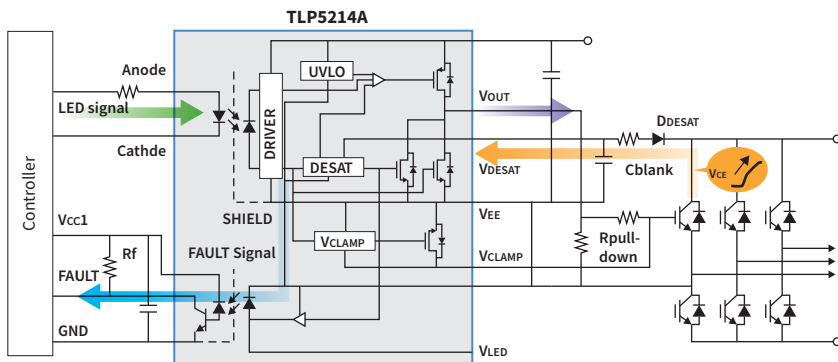 TLP5214A
Controller
Anode
LED signal
Cathde
DRIVER
UVLO
DESAT
SHIELD
FAULT Signal
VCLAMP
VOUT
VDESAT
VEE
VCLAMP
VLED
DDESAT
Cblank
VCE
Rpull-
down
VCC1
Rf
FAULT
GND